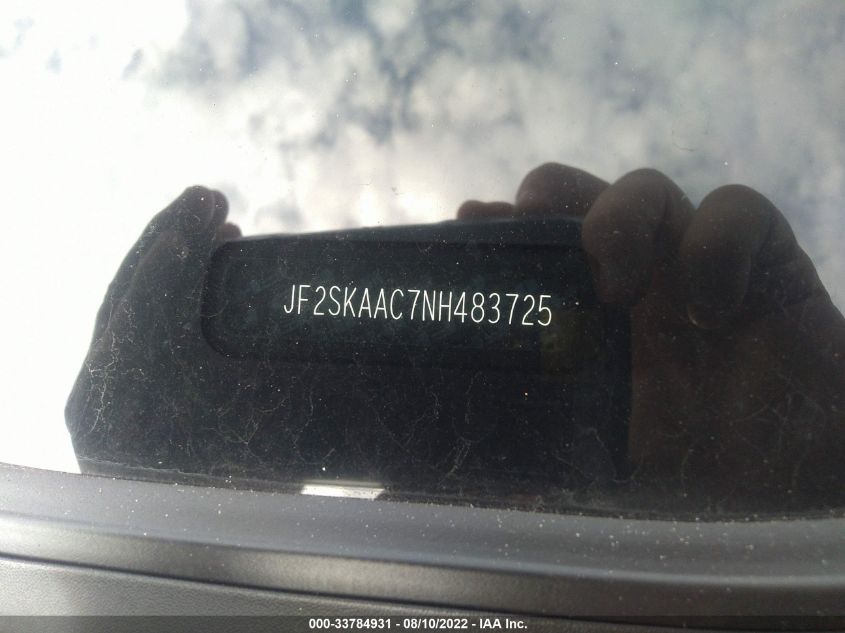 JF2SKAAC7NH483725
000-33784931 - 08/10/2022 - IAA Inc.